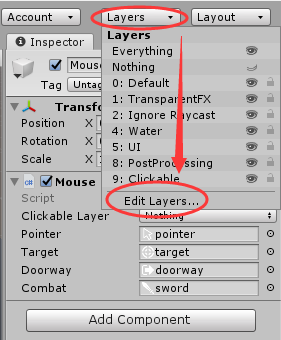 Account Layers Layout
Inspector
Layers
Everything
Mouse
Nothing
Tag Untag
0: Default
1: TransparentFX
Transfor
2: Ignore Raycast
Position X
4: Water
Rotation X
5: UI
Scale X
8: PostProcessing
9: Clickable
Mouse
Script
Edit Layers...
Clickable Layer Nothing
Pointer pointer
Target target
Doorway doorway
Combat sword
Add Component